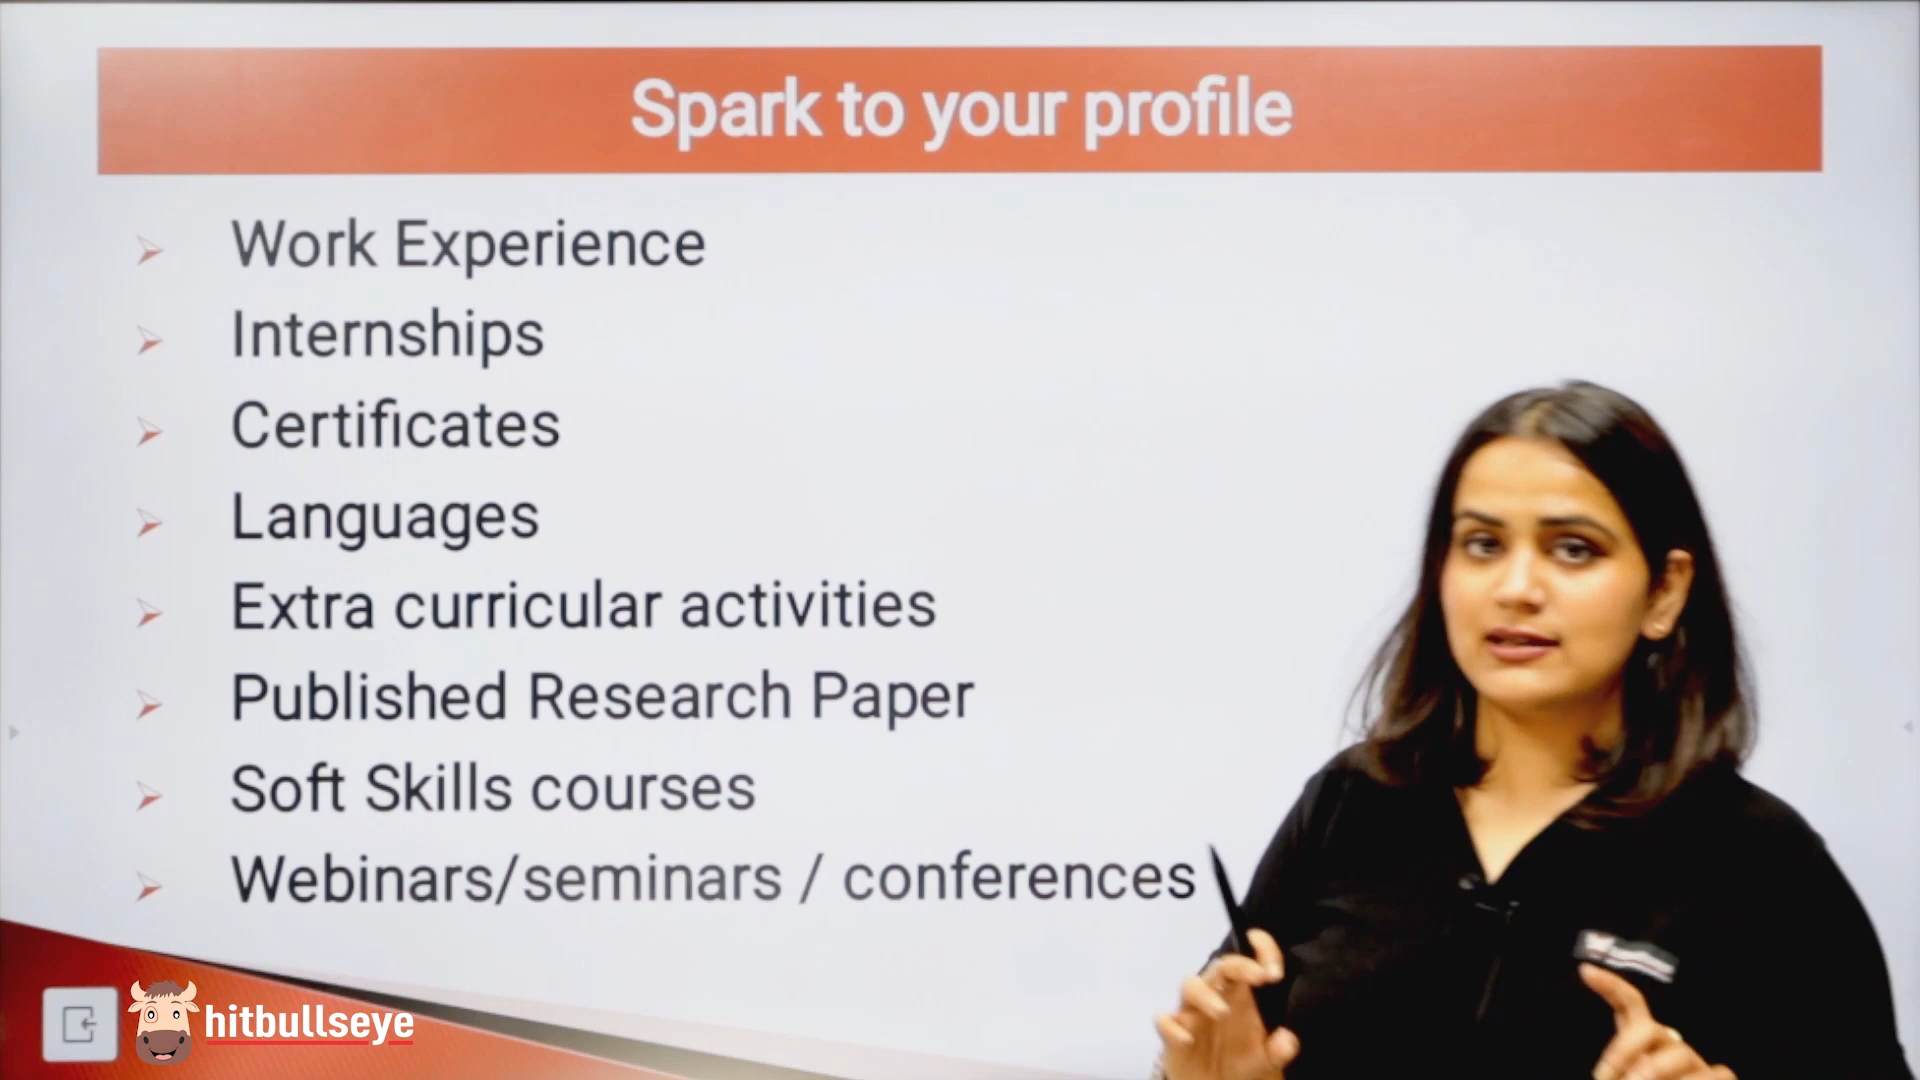 Spark to your profile
Work Experience
Internships
Certificates
Languages
Extra curricular activities
Published Research Paper
Soft Skills courses
Webinars/seminars / conferences
hitbullseye